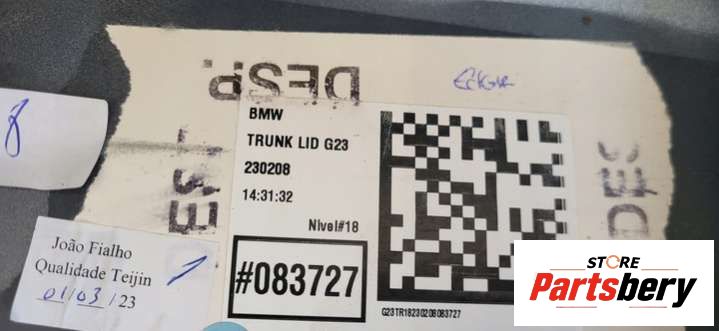 DESP.
BMW
TRUNK LID G23
230208
14:31:32
Nivel#18
#083727
G23TR18230208083727
8
João Fialho
Qualidade Teijin
01/03/23
STORE
Partsbery